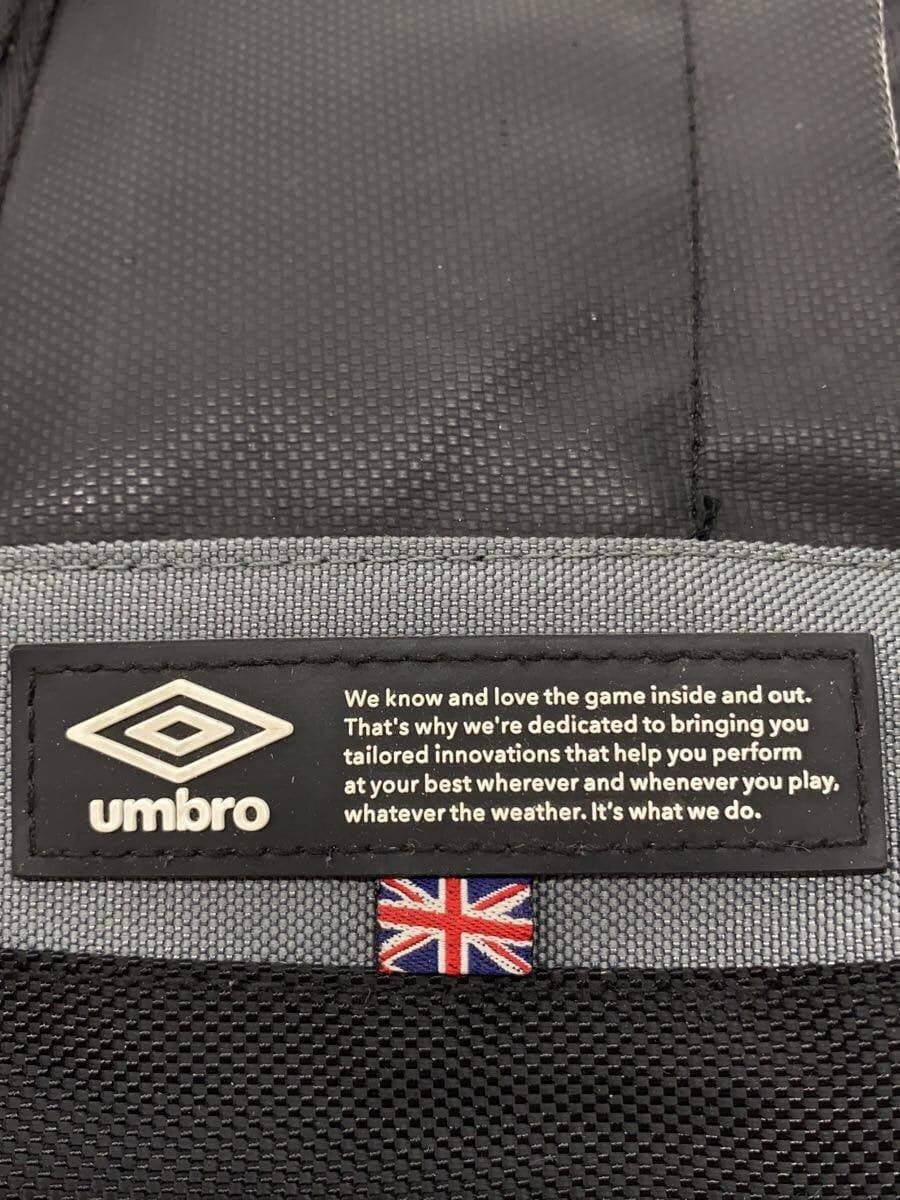 umbro
We know and love the game inside and out.
That's why we're dedicated to bringing you
tailored innovations that help you perform
at your best wherever and whenever you play,
whatever the weather. It's what we do.